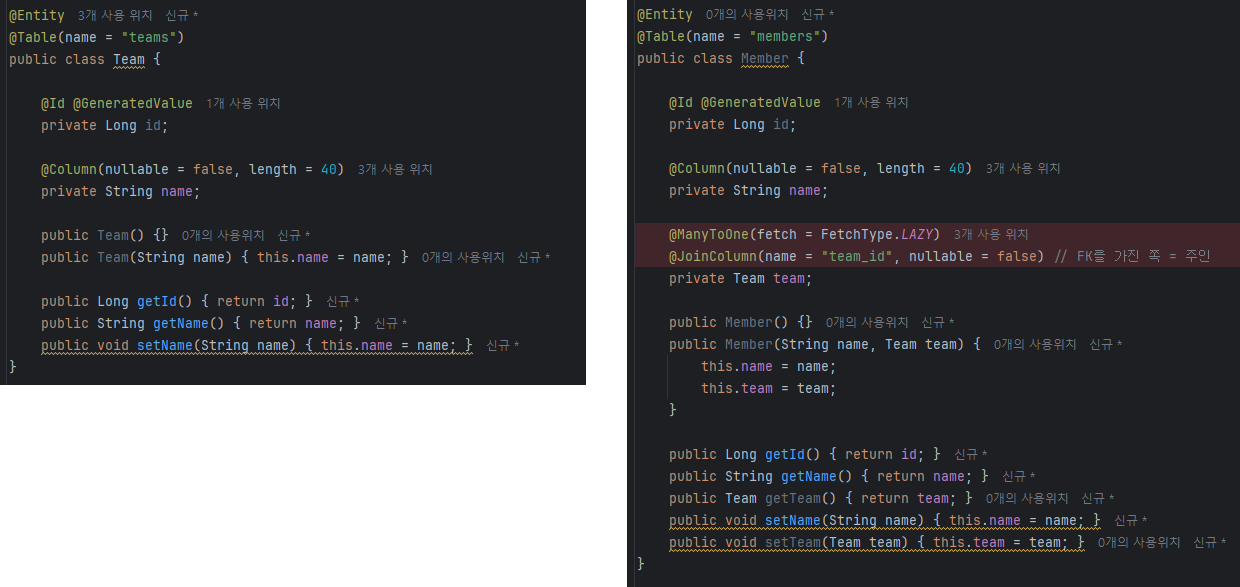 @Entity 3개 사용 위치 신규 *
@Table(name = "teams")
public class Team {
@Id @GeneratedValue 1개 사용 위치
private Long id;
@Column(nullable = false, length = 40) 3개 사용 위치
private String name;
public Team() {} 0개의 사용위치 신규 *
public Team(String name) { this.name = name; } 0개의 사용위치 신규 *
public Long getId() { return id; } 신규 *
public String getName() { return name; } 신규 *
public void setName(String name) { this.name = name; } 신규 *
}
@Entity 0개의 사용위치 신규 *
@Table(name = "members")
public class Member {
@Id @GeneratedValue 1개 사용 위치
private Long id;
@Column(nullable = false, length = 40) 3개 사용 위치
private String name;
@ManyToOne(fetch = FetchType.LAZY) 3개 사용 위치
@JoinColumn(name = "team_id", nullable = false) // FK를 가진 쪽 = 주인
private Team team;
public Member() {} 0개의 사용위치 신규 *
public Member(String name, Team team) { 0개의 사용위치 신규 *
this.name = name;
this.team = team;
}
public Long getId() { return id; } 신규 *
public String getName() { return name; } 신규 *
public Team getTeam() { return team; } 0개의 사용위치 신규 *
public void setName(String name) { this.name = name; } 신규 *
public void setTeam(Team team) { this.team = team; } 0개의 사용위치 신규 *
}